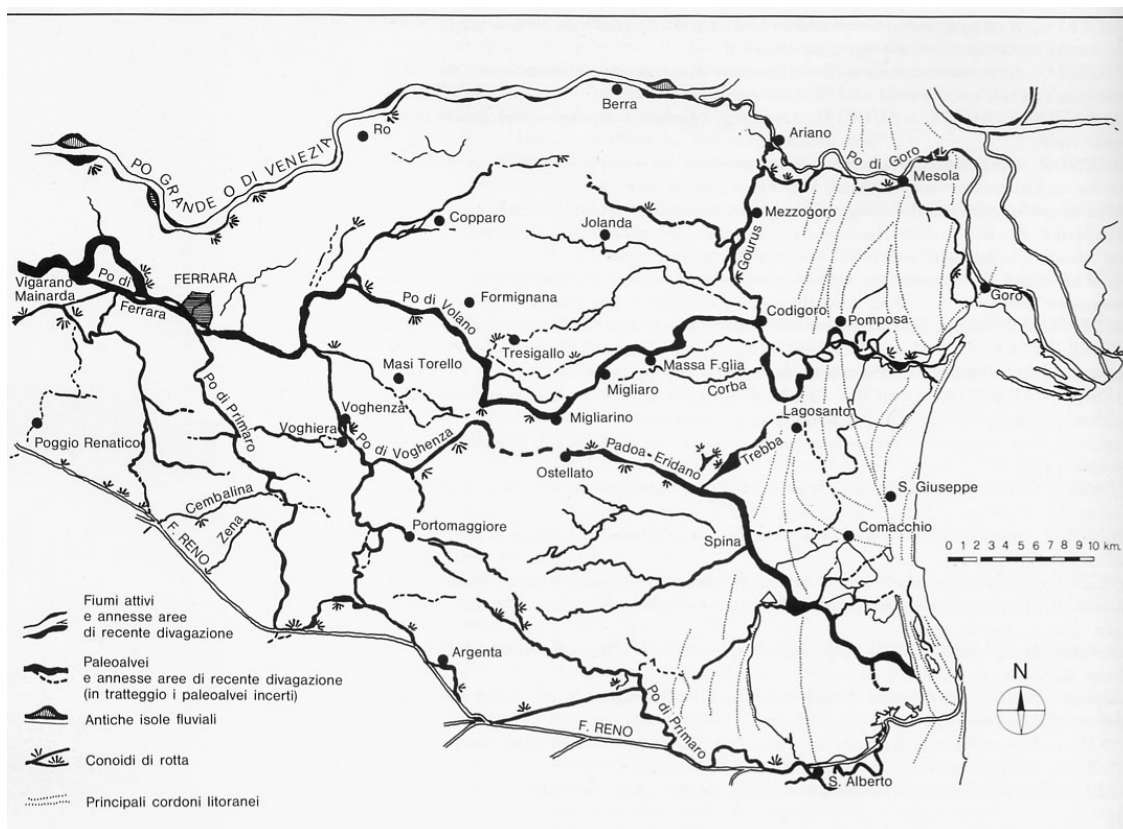 Berra
Ro
Ariano
Po di Goro
Mesola
PO GRANDE O DI VENEZIA
Copparo
Jolanda
Mezzogoro
Gourus
Vigarano
Mainarda
Po di
Ferrara
FERRARA
Po di
Volano
Formignana
Codigoro
Pomposa
Goro
Tresigallo
Masi Torello
Massa F.glia
Migliaro
Corba
Voghenza
Voghiera
Po di Primaro
Migliarino
Lagosanto
Poggio Renatico
Po di Voghenza
Padoa-Eridano
Trebba
Ostellato
S. Giuseppe
Cembalina
Zena
F. RENO
Portomaggiore
Spina
Comacchio
0 1 2 3 4 5 6 7 8 9 10 km.
Fiumi attivi
e annesse aree
di recente divagazione
Paleoalvei
e annesse aree di recente divagazione
(in tratteggio i paleoalvei incerti)
Antiche isole fluviali
Conoidi di rotta
Principali cordoni litoranei
Argenta
Po di Primaro
F. RENO
S. Alberto
N